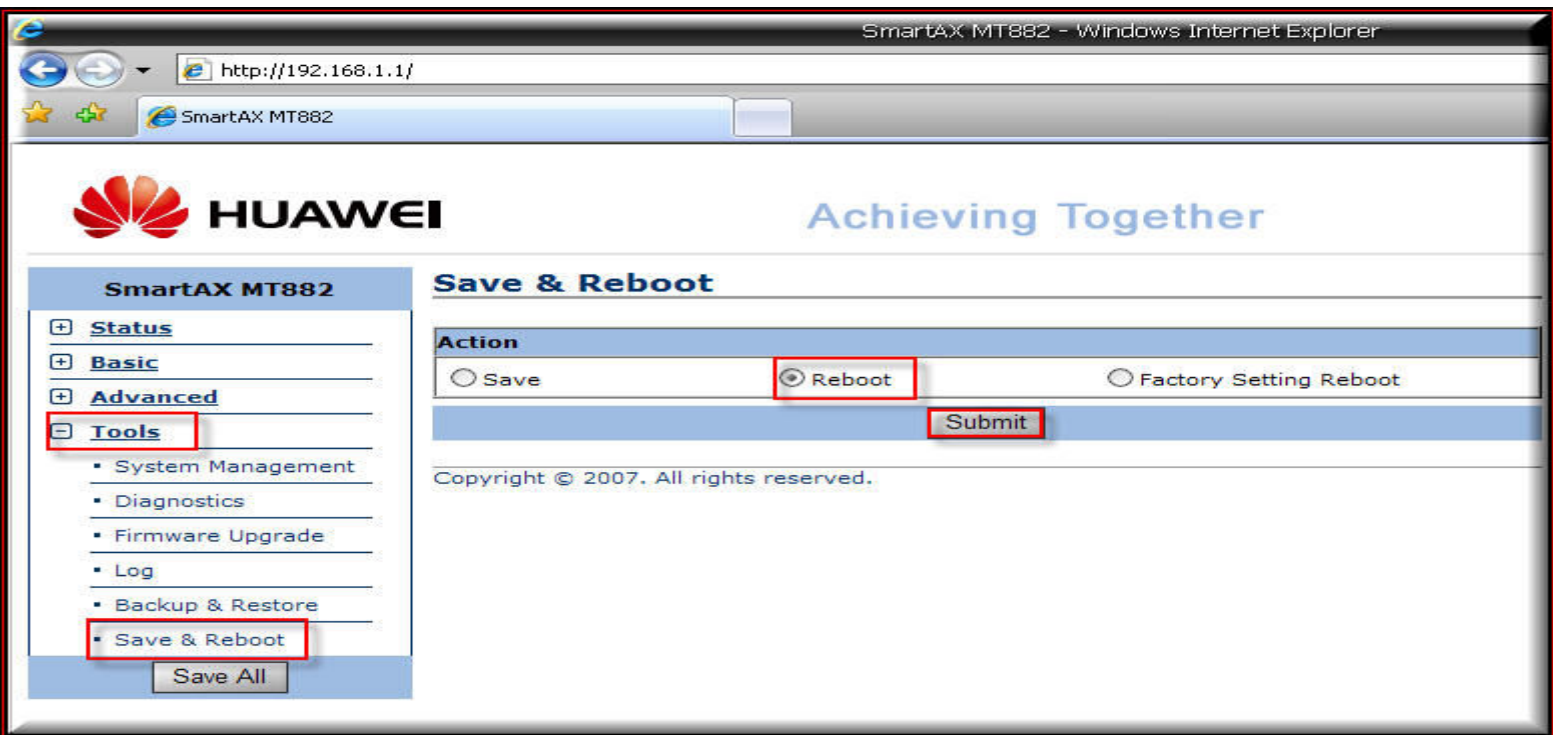 SmartAX MT882 - Windows Internet Explorer
http://192.168.1.1/
SmartAX MT882
HUAWEI
Achieving Together
SmartAX MT882
Status
Basic
Advanced
Tools
System Management
Diagnostics
Firmware Upgrade
Log
Backup & Restore
Save & Reboot
Save All
Save & Reboot
Action
Save Reboot Factory Setting Reboot
Submit
Copyright © 2007. All rights reserved.